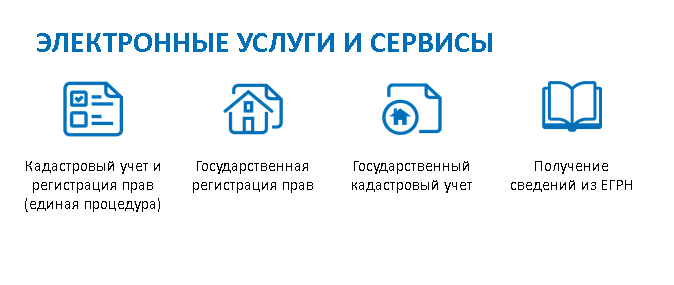 ЭЛЕКТРОННЫЕ УСЛУГИ И СЕРВИСЫ
Кадастровый учет и
регистрация прав
(единая процедура)
Государственная
регистрация прав
Государственный
кадастровый учет
Получение
сведений из ЕГРН